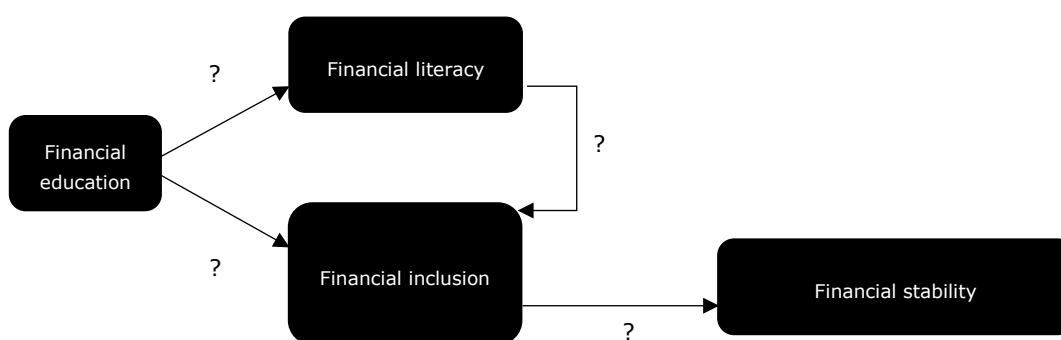 ?
Financial literacy
Financial
education
?
?
Financial inclusion
Financial stability
?